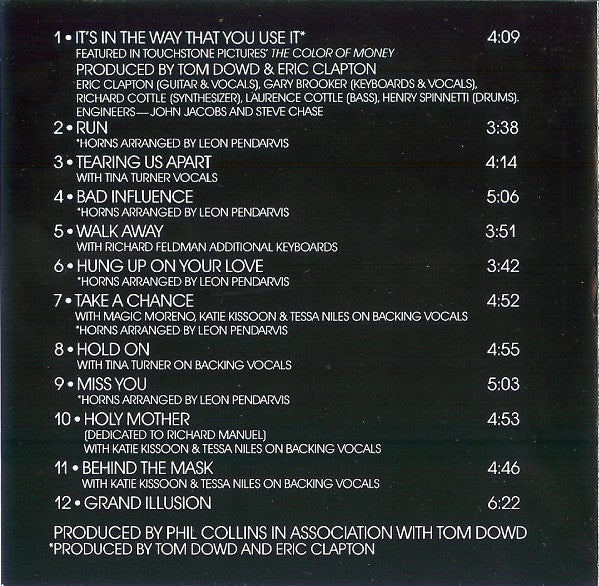 1 • IT'S IN THE WAY THAT YOU USE IT* 4:09
FEATURED IN TOUCHSTONE PICTURES' THE COLOR OF MONEY
PRODUCED BY TOM DOWD & ERIC CLAPTON
ERIC CLAPTON (GUITAR & VOCALS), GARY BROOKER (KEYBOARDS & VOCALS),
RICHARD COTTLE (SYNTHESIZER), LAURENCE COTTLE (BASS), HENRY SPINNETTI (DRUMS).
ENGINEERS—JOHN JACOBS AND STEVE CHASE
2 • RUN 3:38
*HORNS ARRANGED BY LEON PENDARVIS
3 • TEARING US APART 4:14
WITH TINA TURNER VOCALS
4 • BAD INFLUENCE 5:06
*HORNS ARRANGED BY LEON PENDARVIS
5 • WALK AWAY 3:51
WITH RICHARD FELDMAN ADDITIONAL KEYBOARDS
6 • HUNG UP ON YOUR LOVE 3:42
*HORNS ARRANGED BY LEON PENDARVIS
7 • TAKE A CHANCE 4:52
WITH MAGIC MORENO, KATIE KISSOON & TESSA NILES ON BACKING VOCALS
*HORNS ARRANGED BY LEON PENDARVIS
8 • HOLD ON 4:55
WITH TINA TURNER ON BACKING VOCALS
9 • MISS YOU 5:03
*HORNS ARRANGED BY LEON PENDARVIS
10 • HOLY MOTHER 4:53
(DEDICATED TO RICHARD MANUEL)
WITH KATIE KISSOON & TESSA NILES ON BACKING VOCALS
11 • BEHIND THE MASK 4:46
WITH KATIE KISSOON & TESSA NILES ON BACKING VOCALS
12 • GRAND ILLUSION 6:22
PRODUCED BY PHIL COLLINS IN ASSOCIATION WITH TOM DOWD
*PRODUCED BY TOM DOWD AND ERIC CLAPTON